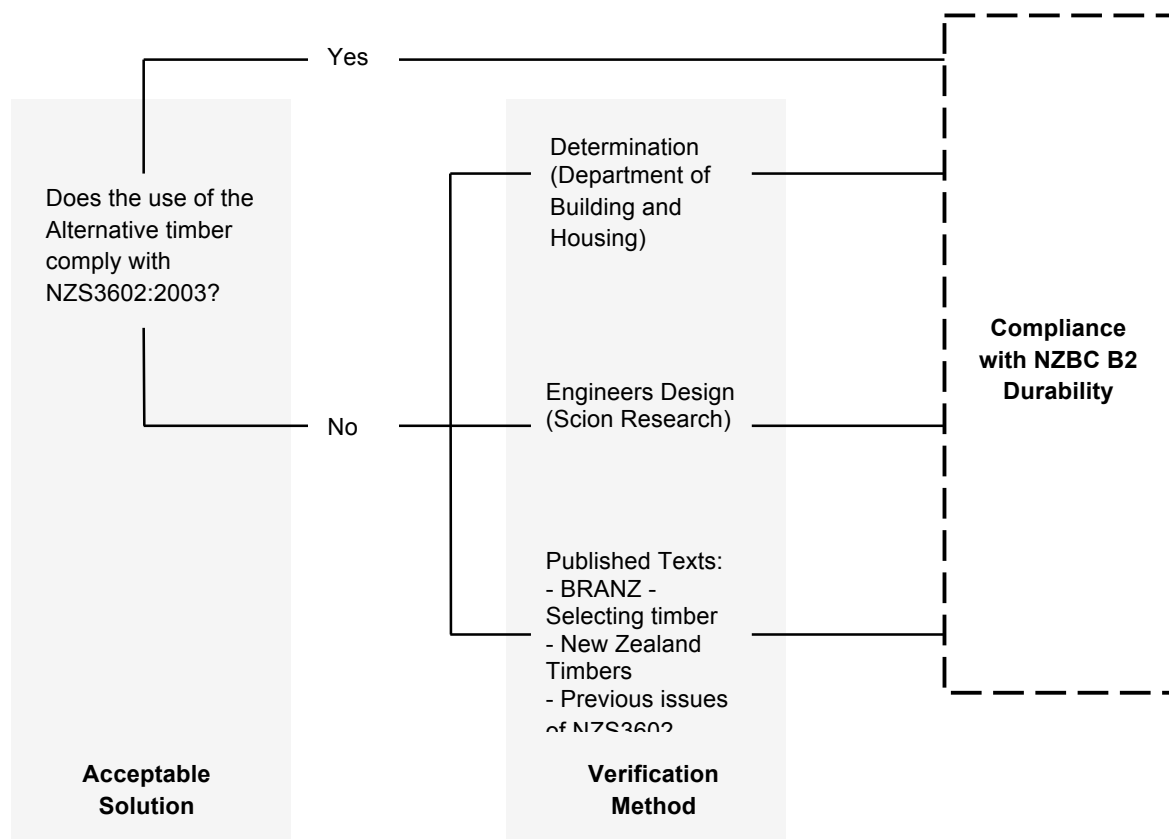 Yes
Does the use of the
Alternative timber
comply with
NZS3602:2003?
No
Determination
(Department of
Building and
Housing)
Engineers Design
(Scion Research)
Published Texts:
- BRANZ -
Selecting timber
- New Zealand
Timbers
- Previous issues
of NZS3602
Compliance
with NZBC B2
Durability
Acceptable
Solution
Verification
Method